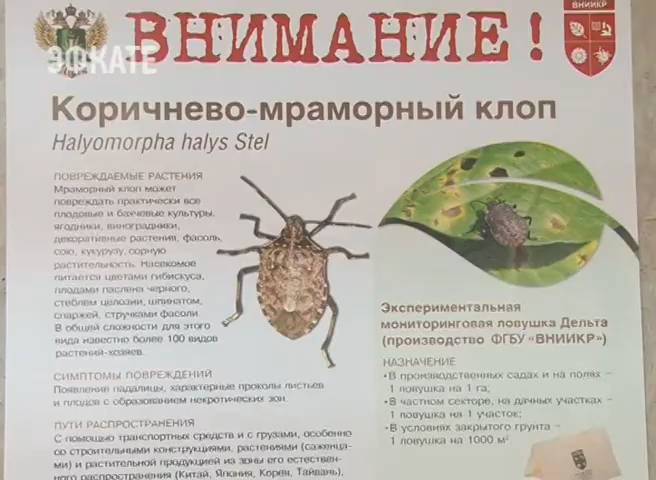 ВНИМАНИЕ!
ВНИИКР
ЭФКАТЕ
Коричнево-мраморный клоп
Halyomorpha halys Stel
ПОВРЕЖДАЕМЫЕ РАСТЕНИЯ
Мраморный клоп может
повреждать практически все
плодовые и бахчевые культуры,
ягодники, виноградники,
декоративные растения, фасоль,
сою, кукурузу, сорную
растительность. Насекомое
питается цветами гибискуса,
плодами паслена черного,
стеблем целозии, шпинатом,
спаржей, стручками фасоли.
В общей сложности для этого
вида известно более 100 видов
растений-хозяев.
СИМПТОМЫ ПОВРЕЖДЕНИЙ
Появление падалицы, характерные проколы листьев
и плодов с образованием некротических зон.
ПУТИ РАСПРОСТРАНЕНИЯ
С помощью транспортных средств и с грузами, особенно
со строительными конструкциями, растениями (саженца-
ми) и растительной продукцией из зоны его естествен-
ного распространения (Китай, Япония, Корея, Тайвань),
Экспериментальная
мониторинговая ловушка Дельта
(производство ФГБУ «ВНИИКР»)
НАЗНАЧЕНИЕ
•В производственных садах и на полях –
1 ловушка на 1 га;
•В частном секторе, на дачных участках –
1 ловушка на 1 участок;
•В условиях закрытого грунта –
1 ловушка на 1000 м²